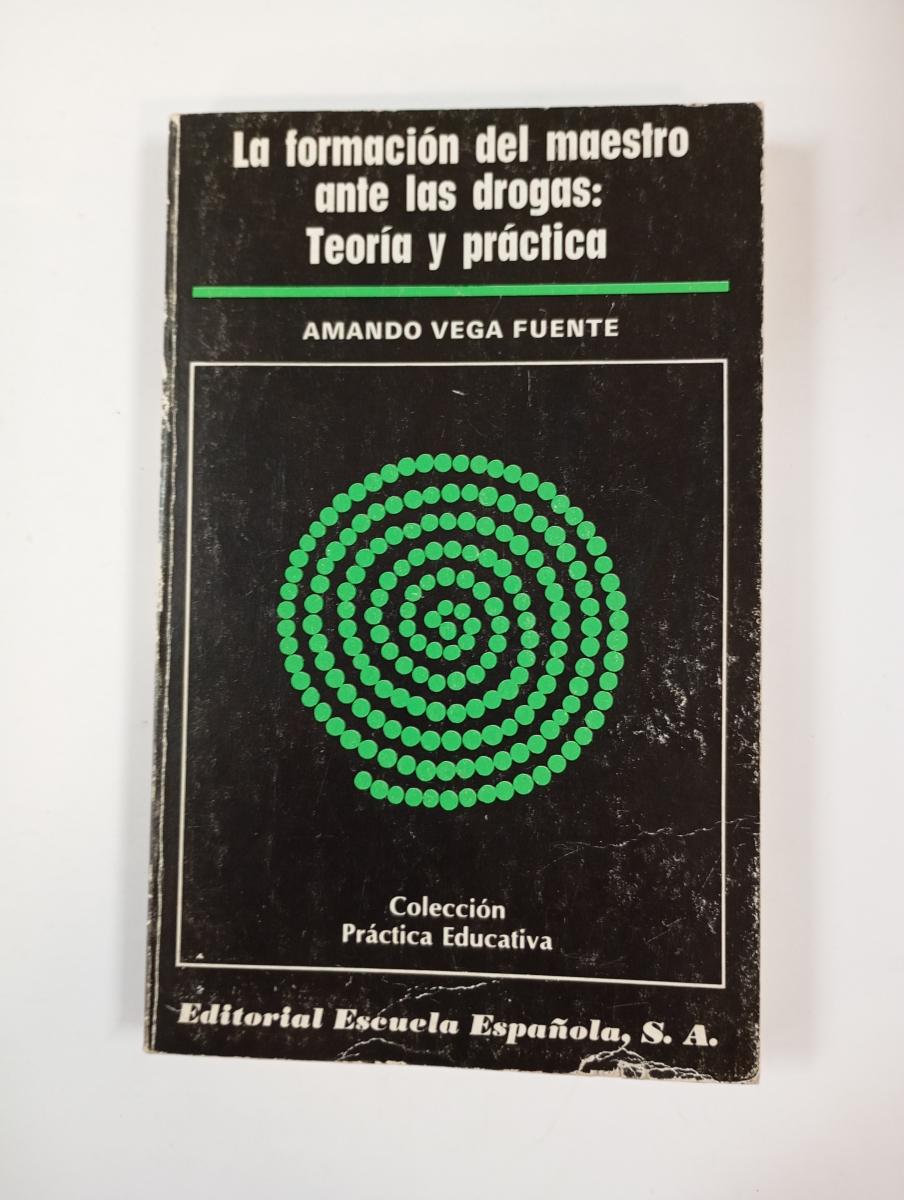 La formación del maestro
ante las drogas:
Teoría y práctica
AMANDO VEGA FUENTE
Colección
Práctica Educativa
Editorial Escuela Española, S. A.